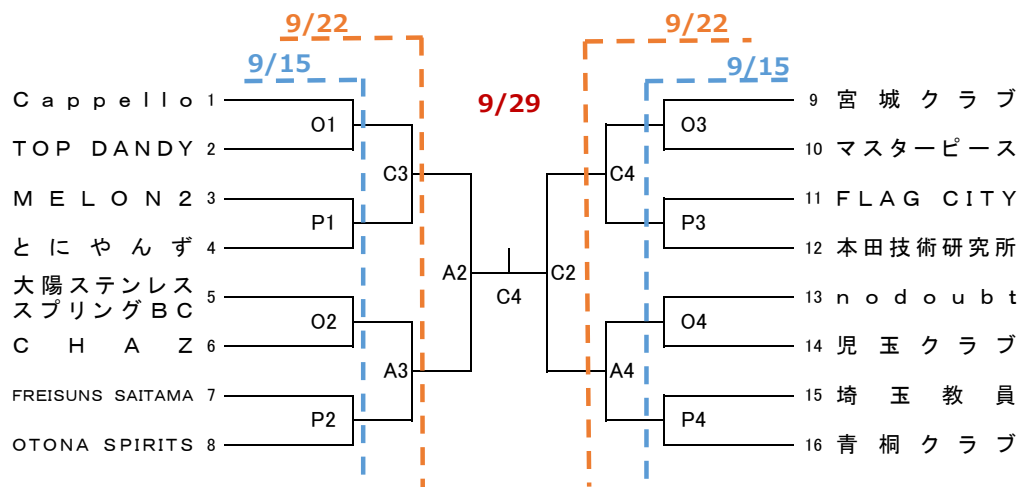 9/22
9/22
9/15
9/15
9/29
Cappello 1
O1
TOP DANDY 2
C3
MELON2 3
P1
とにやんず 4
A2
大陽ステンレス
スプリングBC 5
O2
CHAZ 6
A3
FREISUNS SAITAMA 7
P2
OTONA SPIRITS 8
C4
9 宮城クラブ
O3
10 マスターピース
C4
11 FLAG CITY
P3
12 本田技術研究所
C2
13 nodoubt
O4
14 児玉クラブ
A4
15 埼玉教員
P4
16 青桐クラブ